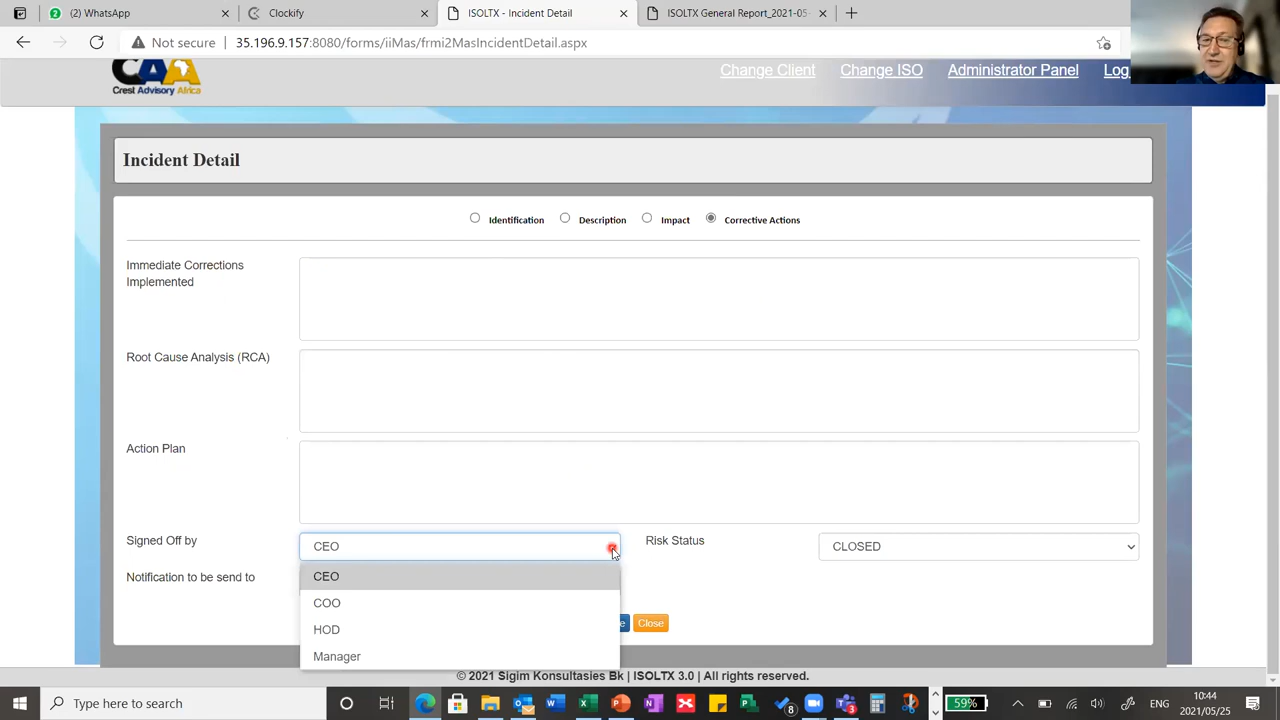 (2) WhatsApp
Clockify
ISOLTX - Incident Detail
ISOLTX General Report_2021-05-
Not secure
35.196.9.157:8080/forms/iiMas/frmi2MasIncidentDetail.aspx
CAA
Crest Advisory Africa
Change Client
Change ISO
Administrator Panel
Log
Incident Detail
Identification
Description
Impact
Corrective Actions
Immediate Corrections
Implemented
Root Cause Analysis (RCA)
Action Plan
Signed Off by
CEO
Risk Status
CLOSED
Notification to be send to
CEO
COO
HOD
Manager
e
Close
© 2021 Sigim Konsultasies Bk | ISOLTX 3.0 | All rights reserved.
Type here to search
59%
ENG
10:44
2021/05/25